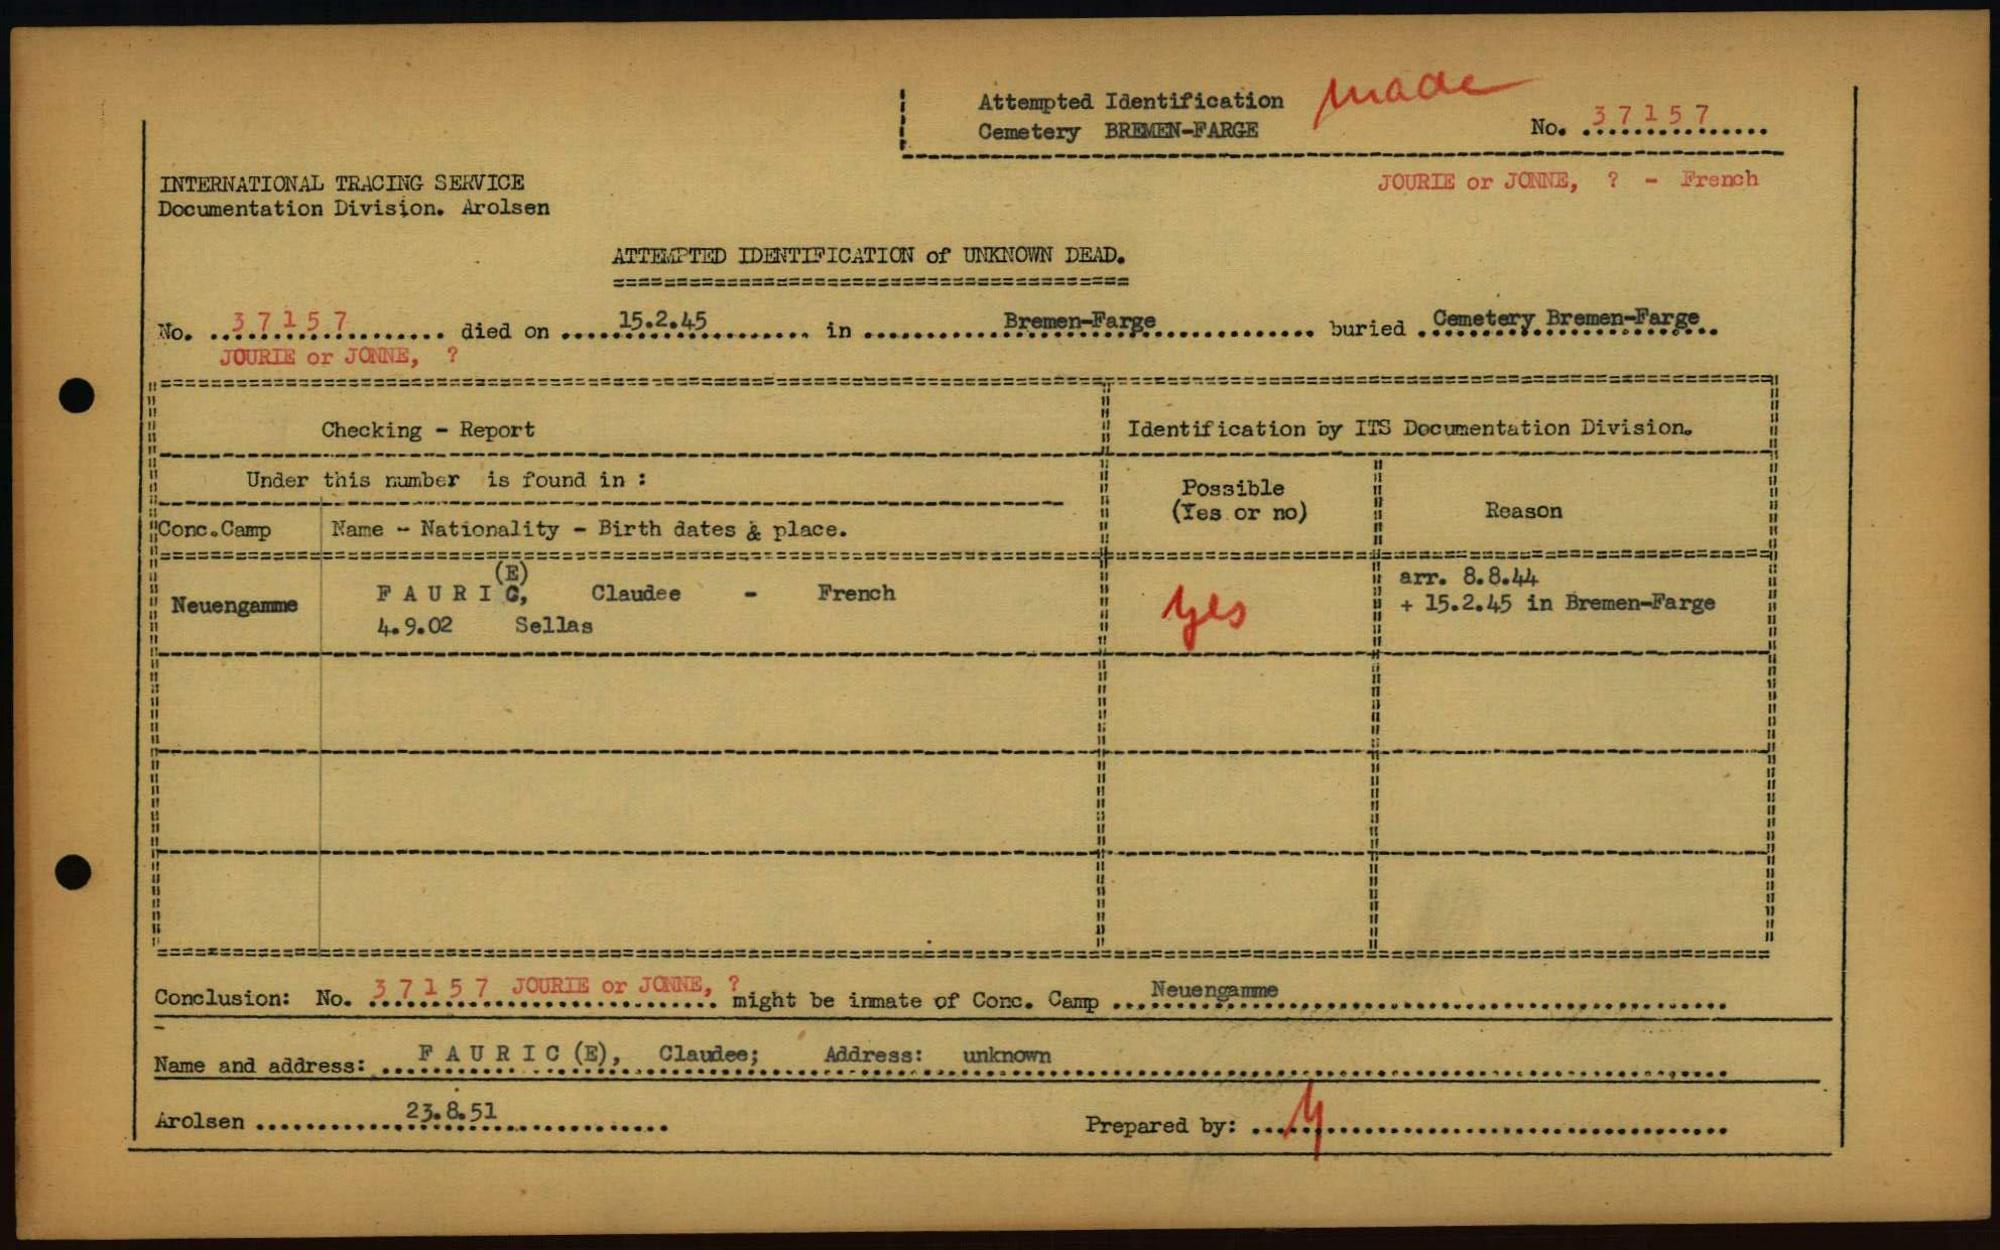 Attempted Identification made
Cemetery BREMEN-FARGE
No. 37157
JOURIE or JONNE, ? - French
INTERNATIONAL TRACING SERVICE
Documentation Division. Arolsen
ATTEMPTED IDENTIFICATION of UNKNOWN DEAD.
No. 37157 died on 15.2.45 in Bremen-Farge buried Cemetery Bremen-Farge
JOURIE or JONNE, ?
Checking - Report
Identification by ITS Documentation Division.
Under this number is found in :
Possible
(Yes or no)
Reason
Conc.Camp Name - Nationality - Birth dates & place.
Neuengamme
(E)
F A U R I C, Claudee - French
4.9.02 Sellas
yes
arr. 8.8.44
+ 15.2.45 in Bremen-Farge
Conclusion: No. 37157 JOURIE or JONNE, ? might be inmate of Conc. Camp Neuengamme
Name and address: F A U R I C (E), Claudee; Address: unknown
Arolsen 23.8.51
Prepared by: